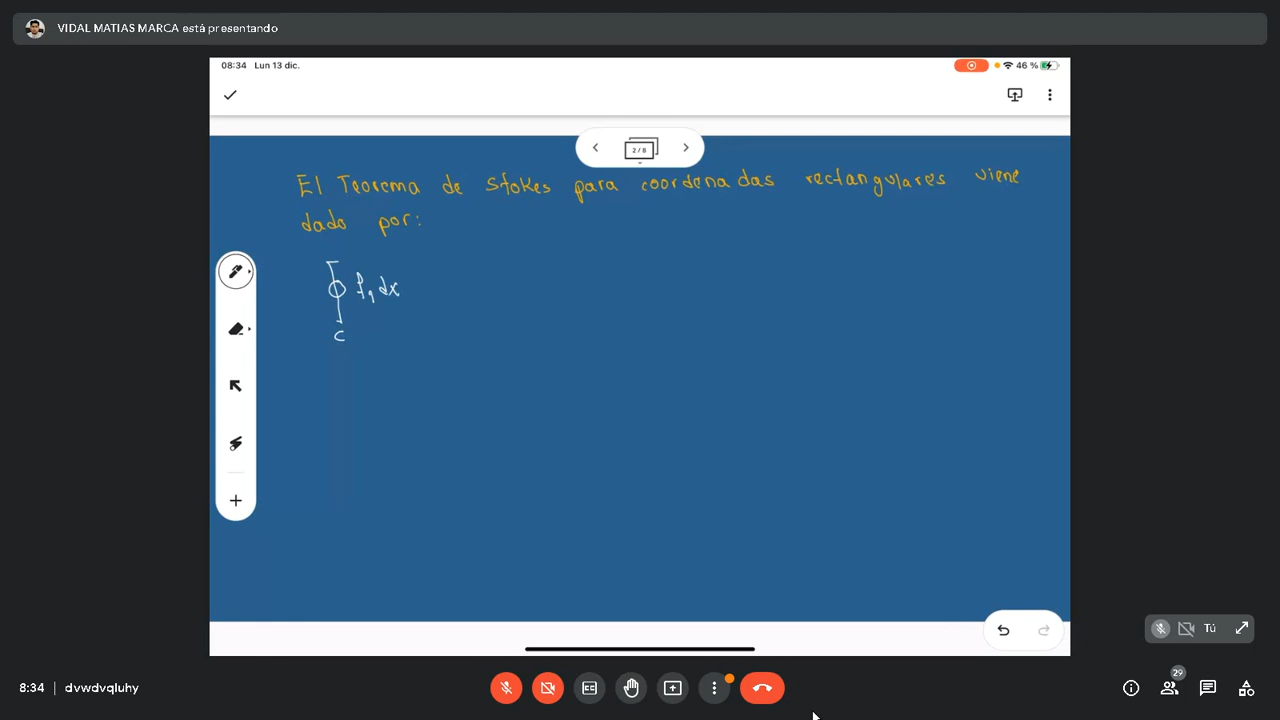 VIDAL MATIAS MARCA está presentando
08:34 Lun 13 dic.
46 %
2/8
El Teorema de Stokes para coordenadas rectangulares viene
dado por:
∮ f₁ dx
C
Tú
8:34 | dvwdvqluhy
29